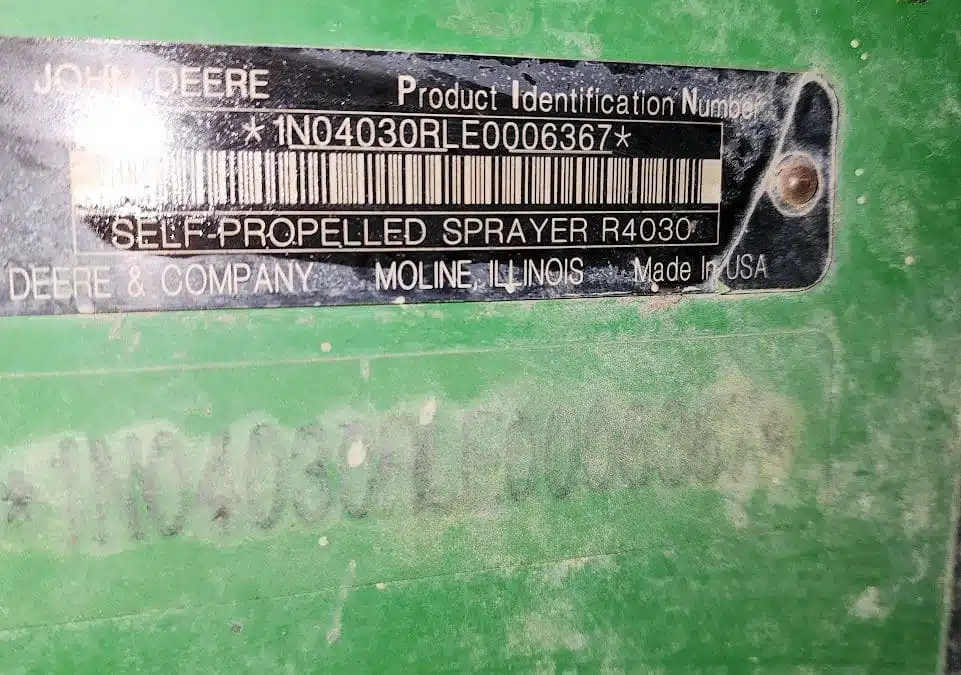 JOHN DEERE
Product Identification Number
*1N04030RLE0006367*
SELF-PROPELLED SPRAYER R4030
DEERE & COMPANY MOLINE, ILLINOIS Made In USA